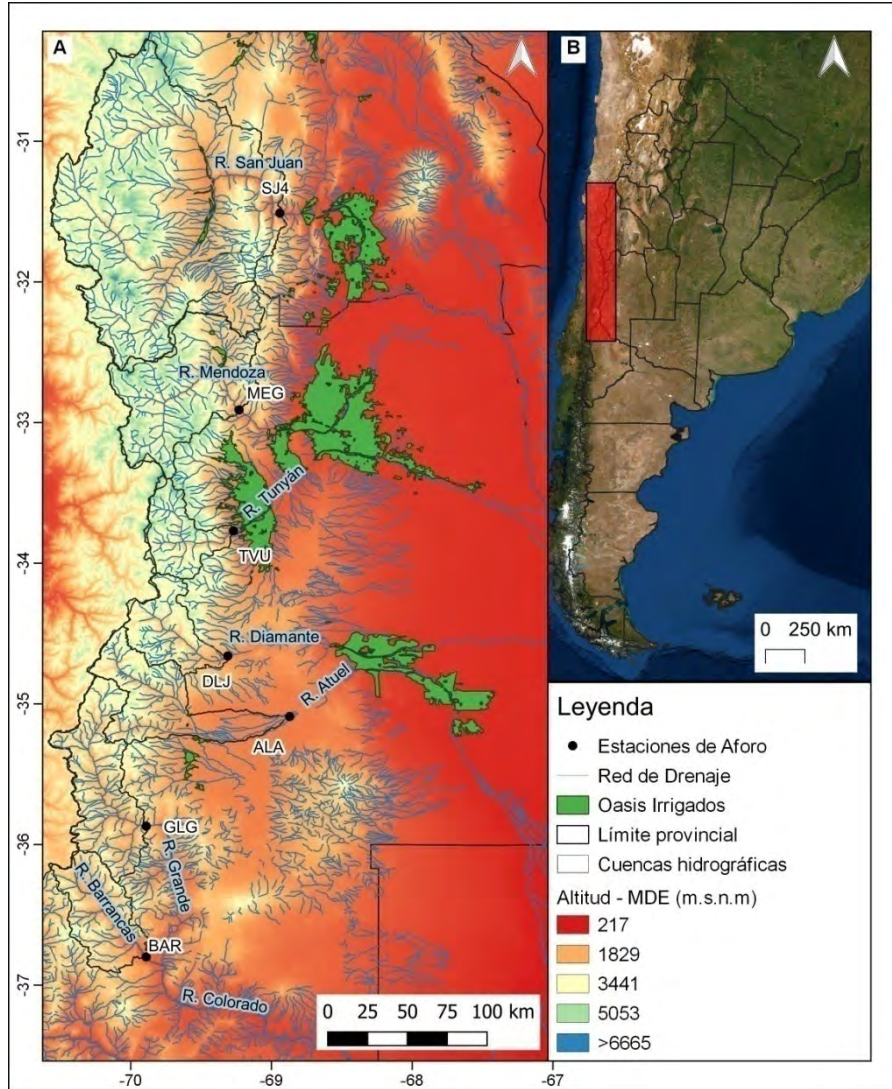 A
B
-31
-32
-33
-34
-35
-36
-37
R. San Juan
SJ4
R. Mendoza
MEG
R. Tunyán
TVU
R. Diamante
DLJ
R. Atuel
ALA
GLG
R. Grande
R. Barrancas
BAR
R. Colorado
0 25 50 75 100 km
-70 -69 -68 -67
0 250 km
Leyenda
Estaciones de Aforo
Red de Drenaje
Oasis Irrigados
Límite provincial
Cuencas hidrográficas
Altitud - MDE (m.s.n.m)
217
1829
3441
5053
>6665